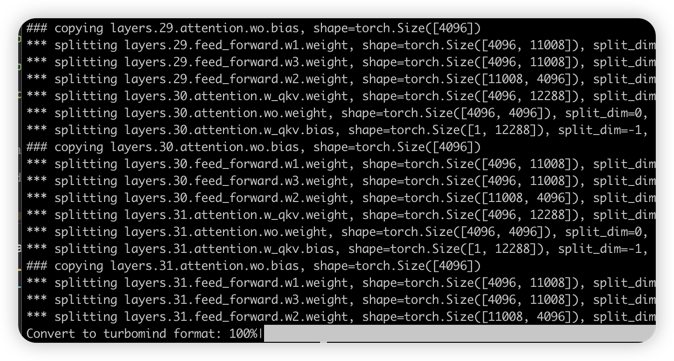 ### copying layers.29.attention.wo.bias, shape=torch.Size([4096])
*** splitting layers.29.feed_forward.w1.weight, shape=torch.Size([4096, 11008]), split_dim
*** splitting layers.29.feed_forward.w3.weight, shape=torch.Size([4096, 11008]), split_dim
*** splitting layers.29.feed_forward.w2.weight, shape=torch.Size([11008, 4096]), split_dim
*** splitting layers.30.attention.w_qkv.weight, shape=torch.Size([4096, 12288]), split_dim
*** splitting layers.30.attention.wo.weight, shape=torch.Size([4096, 4096]), split_dim=0,
*** splitting layers.30.attention.w_qkv.bias, shape=torch.Size([1, 12288]), split_dim=-1,
### copying layers.30.attention.wo.bias, shape=torch.Size([4096])
*** splitting layers.30.feed_forward.w1.weight, shape=torch.Size([4096, 11008]), split_dim
*** splitting layers.30.feed_forward.w3.weight, shape=torch.Size([4096, 11008]), split_dim
*** splitting layers.30.feed_forward.w2.weight, shape=torch.Size([11008, 4096]), split_dim
*** splitting layers.31.attention.w_qkv.weight, shape=torch.Size([4096, 12288]), split_dim
*** splitting layers.31.attention.wo.weight, shape=torch.Size([4096, 4096]), split_dim=0,
*** splitting layers.31.attention.w_qkv.bias, shape=torch.Size([1, 12288]), split_dim=-1,
### copying layers.31.attention.wo.bias, shape=torch.Size([4096])
*** splitting layers.31.feed_forward.w1.weight, shape=torch.Size([4096, 11008]), split_dim
*** splitting layers.31.feed_forward.w3.weight, shape=torch.Size([4096, 11008]), split_dim
*** splitting layers.31.feed_forward.w2.weight, shape=torch.Size([11008, 4096]), split_dim
Convert to turbomind format: 100%|